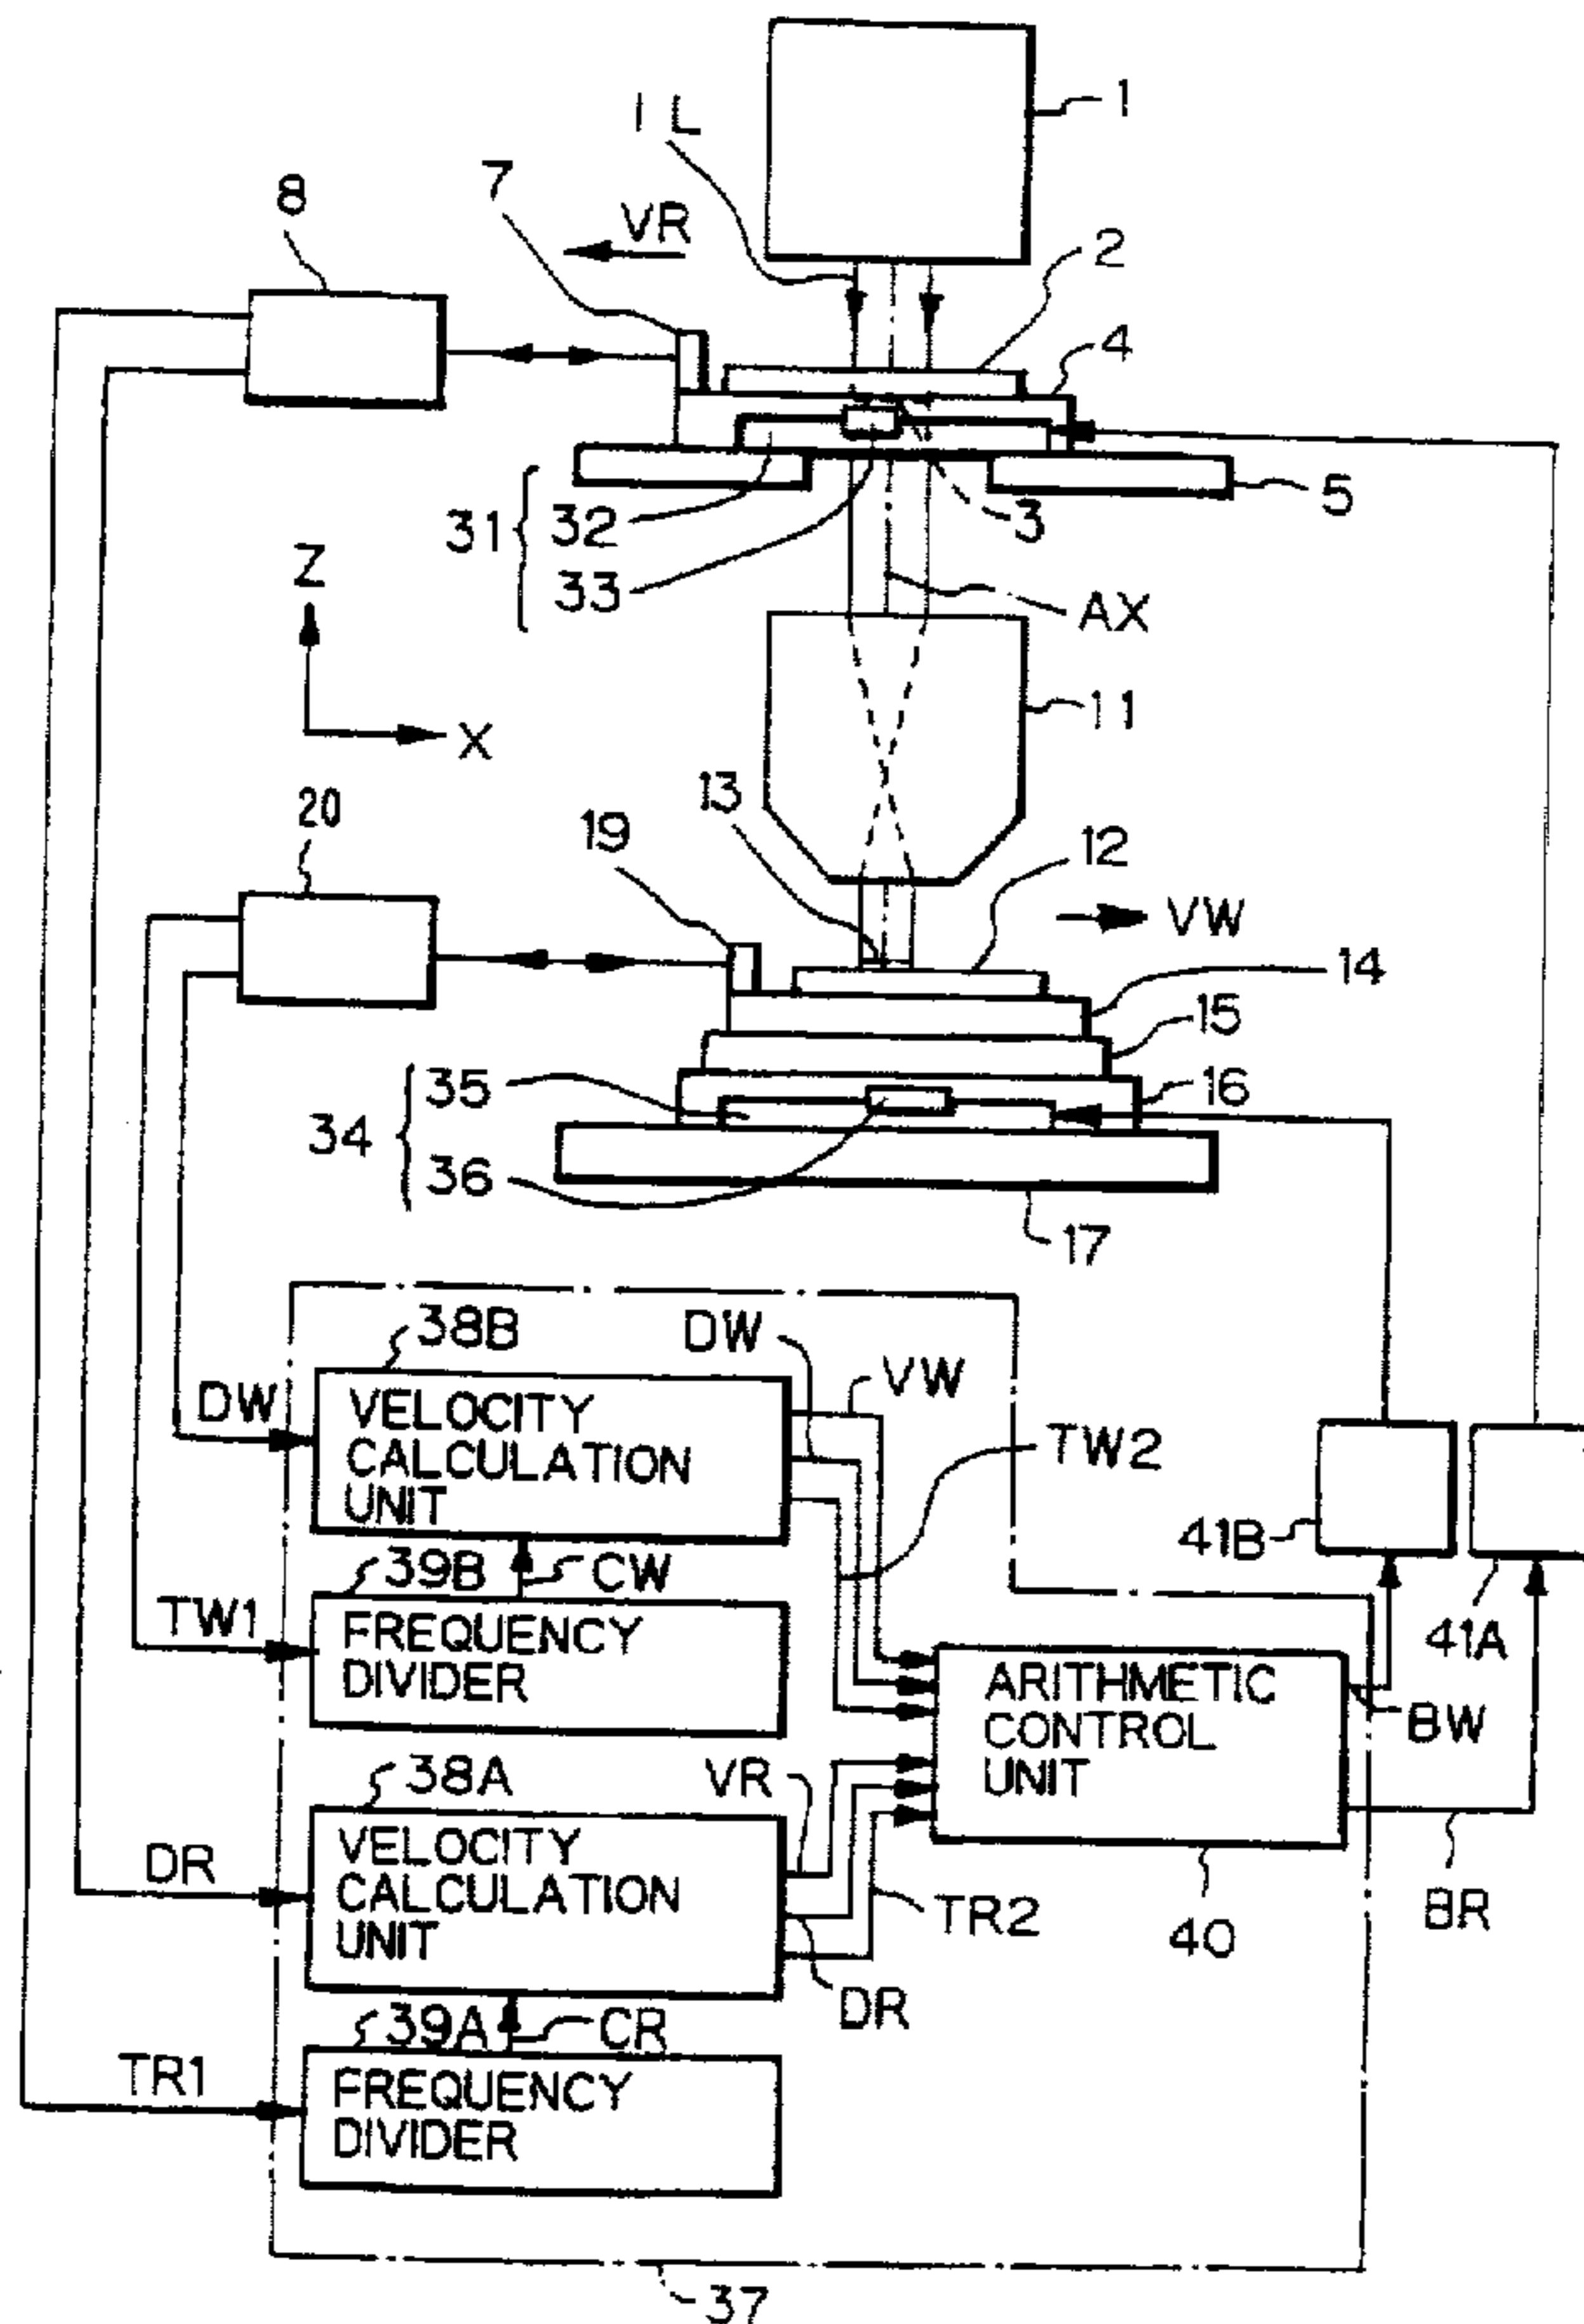 1
IL
7
VR
8
2
4
5
31
32
3
33
AX
Z
X
11
13
20
19
12
VW
14
15
35
16
34
36
17
38B
DW
VW
DW
VELOCITY
CALCULATION
UNIT
TW2
41B
39B
CW
TW1
FREQUENCY
DIVIDER
41A
ARITHMETIC
CONTROL
UNIT
BW
38A
VR
DR
VELOCITY
CALCULATION
UNIT
TR2
40
BR
DR
39A
CR
TR1
FREQUENCY
DIVIDER
37